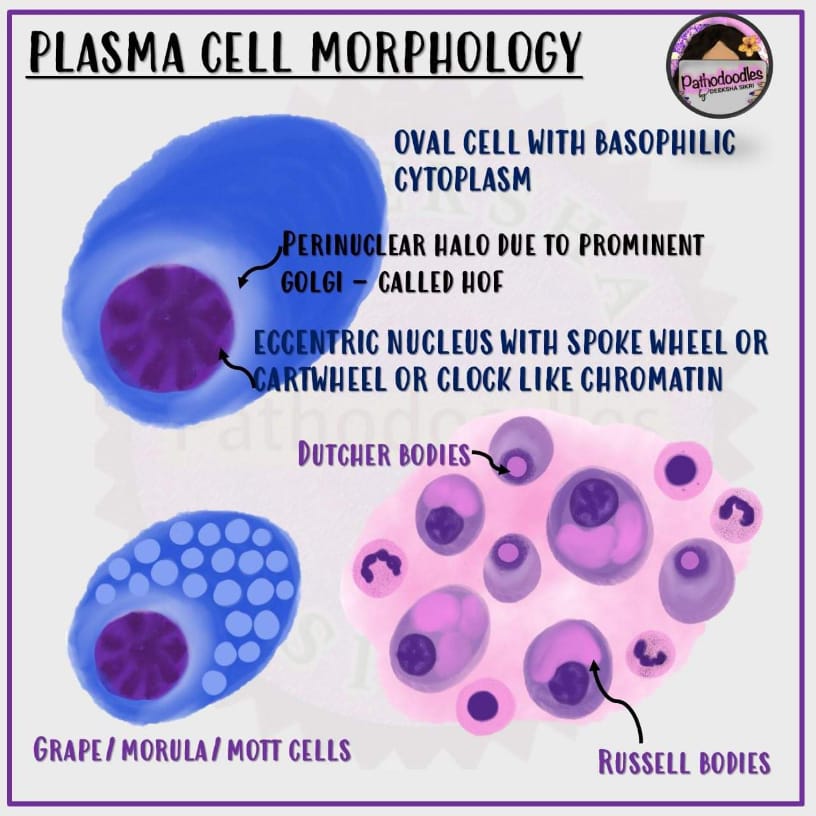 PLASMA CELL MORPHOLOGY
Pathodoodles
by DEEKSHA SIKRI
OVAL CELL WITH BASOPHILIC
CYTOPLASM
PERINUCLEAR HALO DUE TO PROMINENT
GOLGI – CALLED HOF
ECCENTRIC NUCLEUS WITH SPOKE WHEEL OR
CARTWHEEL OR CLOCK LIKE CHROMATIN
Pathodoodles
DUTCHER BODIES
GRAPE/MORULA/MOTT CELLS
RUSSELL BODIES